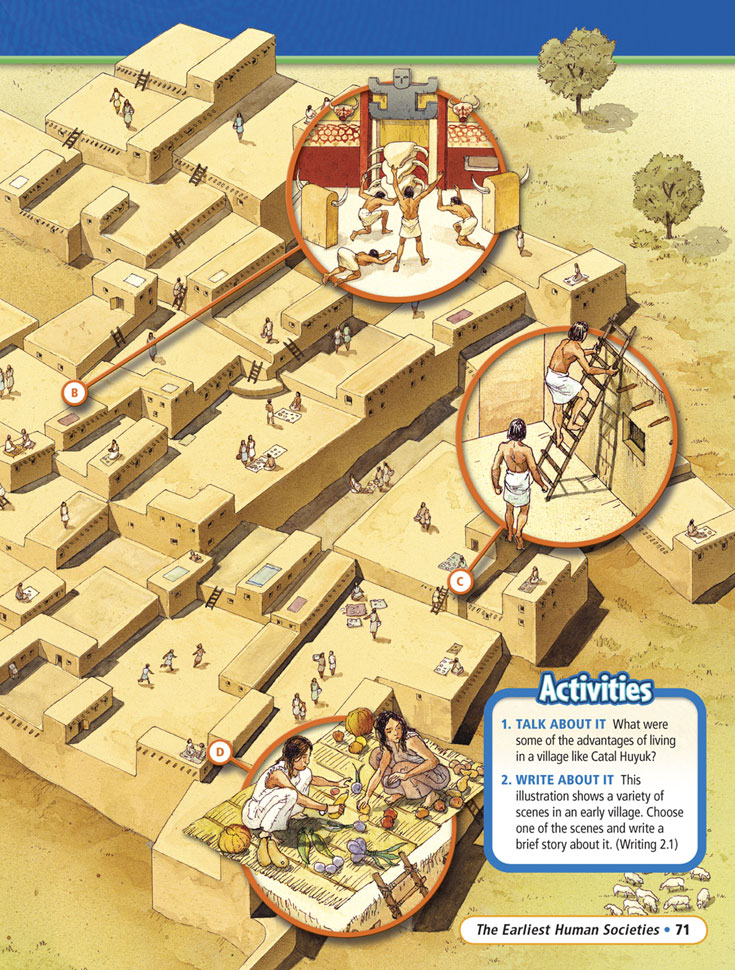 B
C
D
Activities
1. TALK ABOUT IT What were
some of the advantages of living
in a village like Catal Huyuk?
2. WRITE ABOUT IT This
illustration shows a variety of
scenes in an early village. Choose
one of the scenes and write a
brief story about it. (Writing 2.1)
The Earliest Human Societies • 71